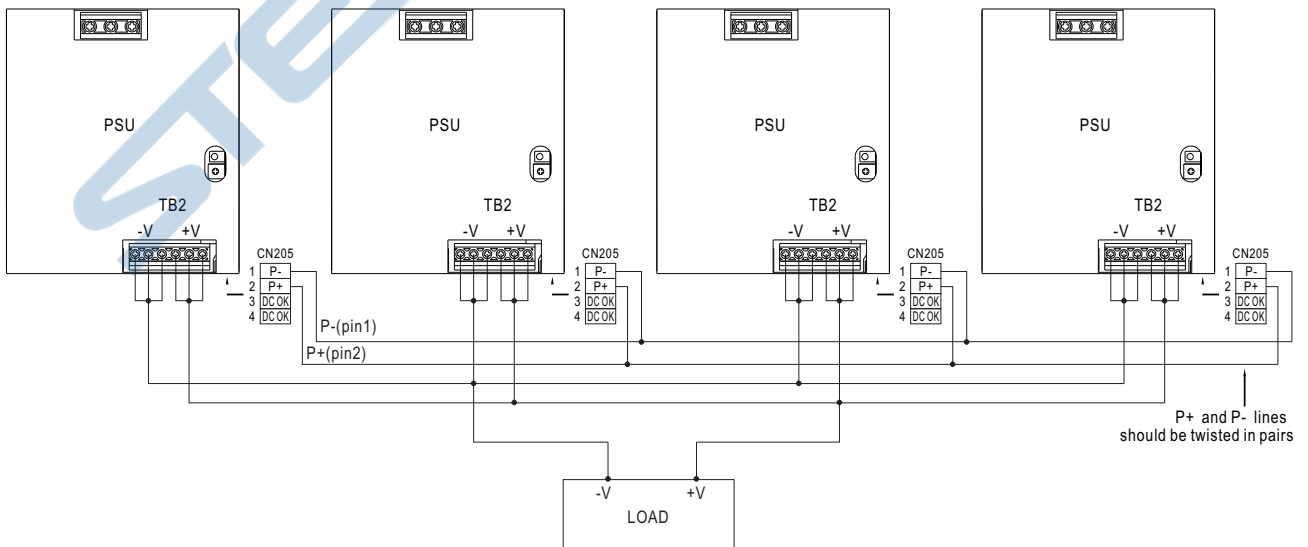 STE
PSU PSU PSU PSU
TB2 TB2 TB2 TB2
-V +V -V +V -V +V -V +V
CN205 CN205 CN205 CN205
1 P- 1 P- 1 P- 1 P-
2 P+ 2 P+ 2 P+ 2 P+
3 DC OK 3 DC OK 3 DC OK 3 DC OK
4 DC OK 4 DC OK 4 DC OK 4 DC OK
P-(pin1)
P+(pin2)
P+ and P- lines
should be twisted in pairs
-V +V
LOAD